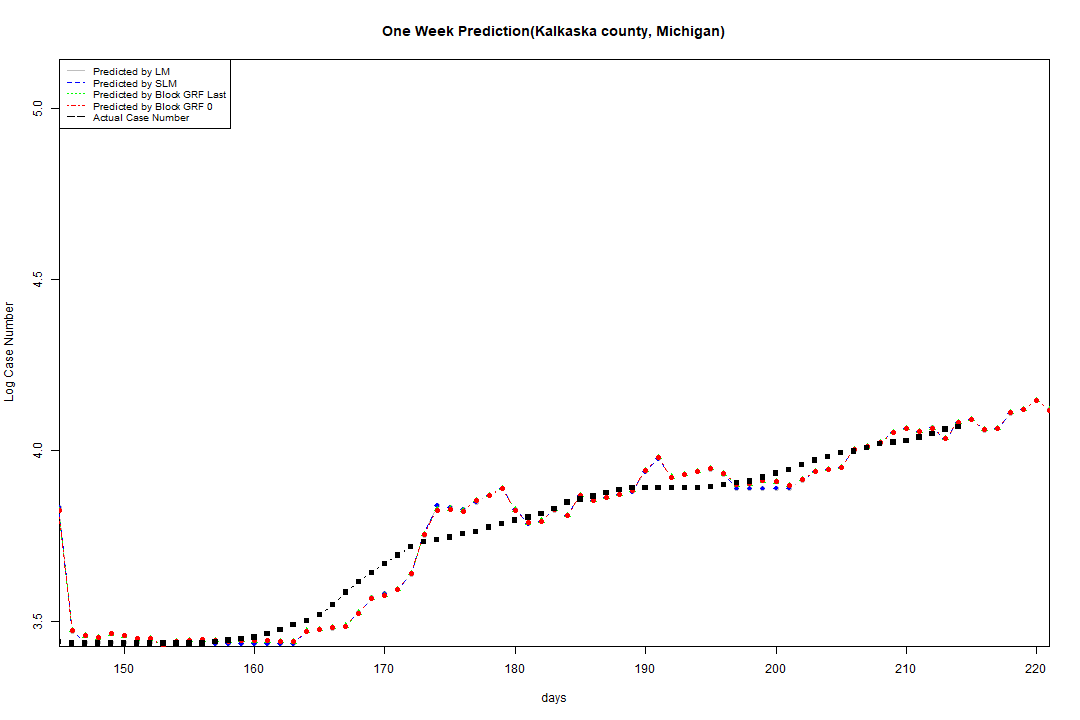 One Week Prediction(Kalkaska county, Michigan)
Predicted by LM
Predicted by SLM
Predicted by Block GRF Last
Predicted by Block GRF 0
Actual Case Number
5.0
4.5
4.0
3.5
Log Case Number
150 160 170 180 190 200 210 220
days